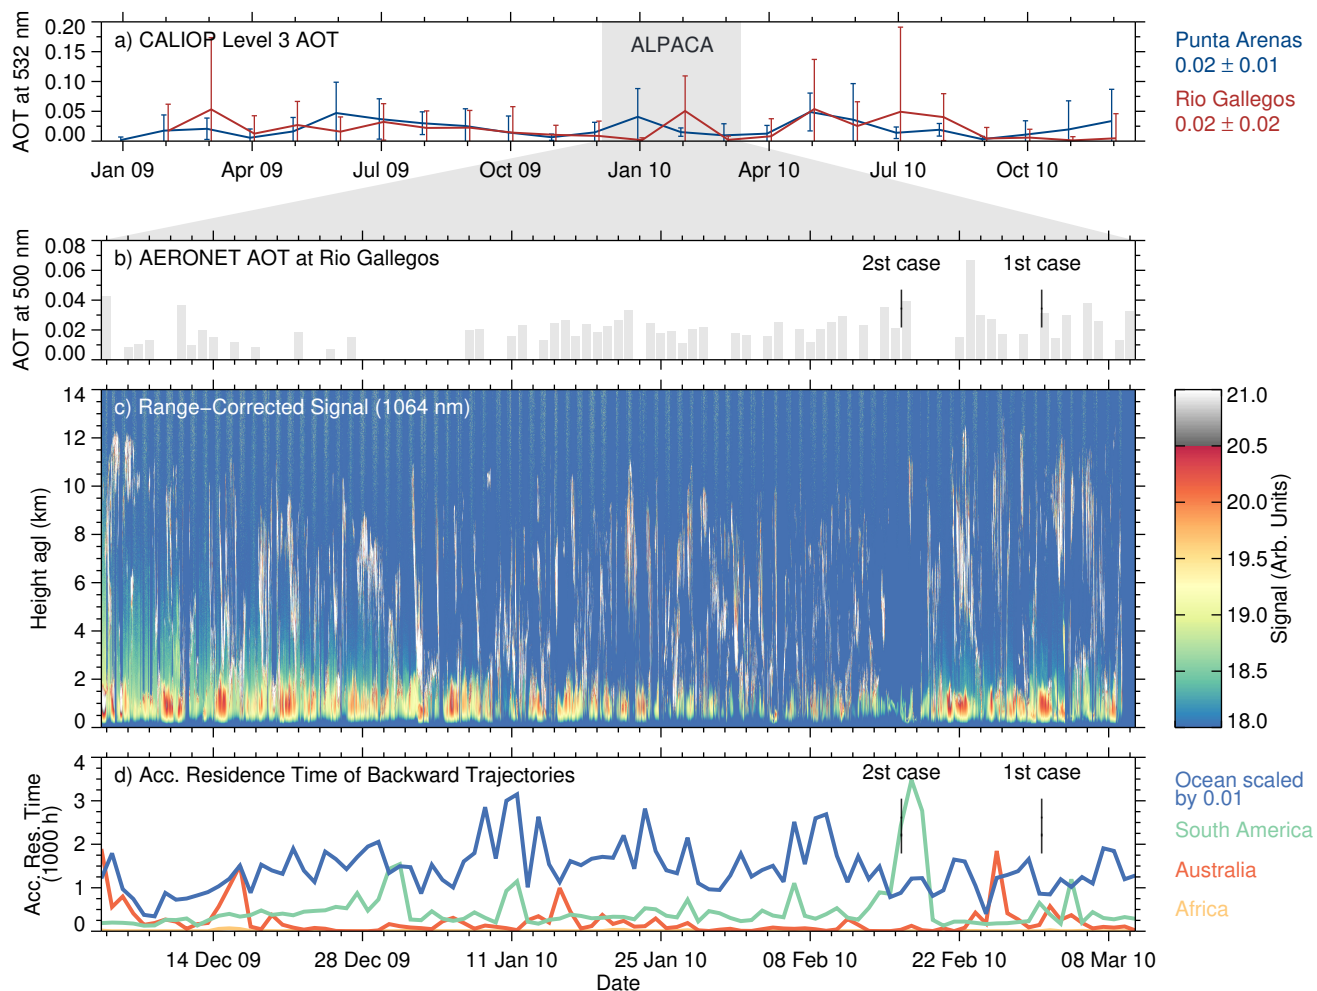 a) CALIOP Level 3 AOT
ALPACA
AOT at 532 nm
0.20
0.15
0.10
0.05
0.00
Jan 09
Apr 09
Jul 09
Oct 09
Jan 10
Apr 10
Jul 10
Oct 10
Punta Arenas
0.02 ± 0.01
Rio Gallegos
0.02 ± 0.02
b) AERONET AOT at Rio Gallegos
2st case
1st case
AOT at 500 nm
0.08
0.06
0.04
0.02
0.00
c) Range−Corrected Signal (1064 nm)
Height agl (km)
14
12
10
8
6
4
2
0
21.0
20.5
20.0
19.5
19.0
18.5
18.0
Signal (Arb. Units)
d) Acc. Residence Time of Backward Trajectories
2st case
1st case
Acc. Res. Time
(1000 h)
4
3
2
1
0
14 Dec 09
28 Dec 09
11 Jan 10
25 Jan 10
08 Feb 10
22 Feb 10
08 Mar 10
Date
Ocean scaled
by 0.01
South America
Australia
Africa